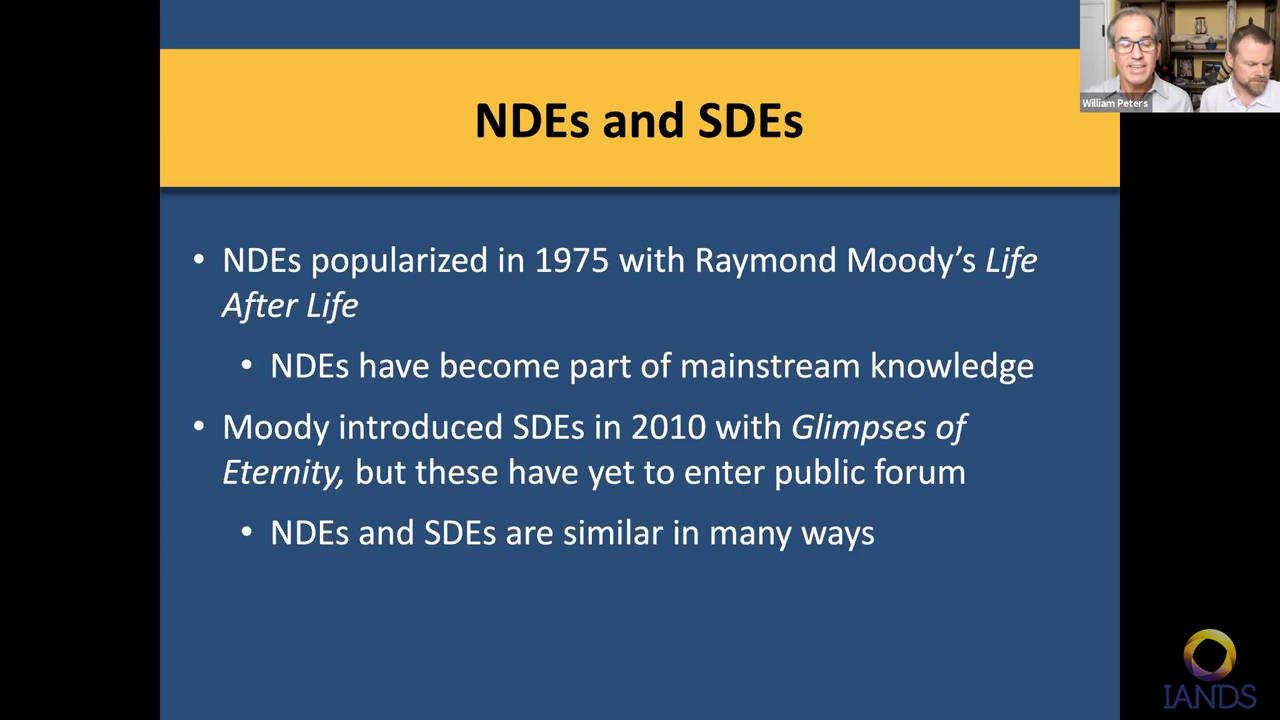 William Peters
NDEs and SDEs
• NDEs popularized in 1975 with Raymond Moody’s Life
After Life
• NDEs have become part of mainstream knowledge
• Moody introduced SDEs in 2010 with Glimpses of
Eternity, but these have yet to enter public forum
• NDEs and SDEs are similar in many ways
IANDS